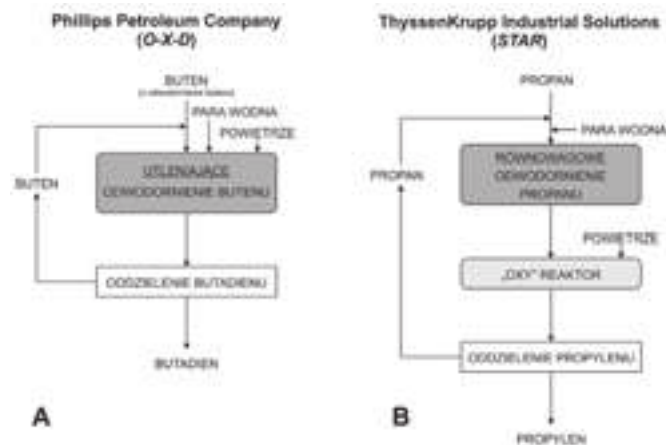 Phillips Petroleum Company
(O-X-D)
BUTEN
PARA WODNA
POWIETRZE
UTLENIAJĄCE
ODWODORNIENIE BUTENU
BUTEN
ODDZIELENIE BUTADIENU
BUTADIEN
A
ThyssenKrupp Industrial Solutions
(STAR)
PROPAN
PARA WODNA
RÓWNOWAGOWE
ODWODORNIENIE
PROPANU
PROPAN
POWIETRZE
„OXY” REAKTOR
ODDZIELENIE PROPYLENU
B
PROPYLEN